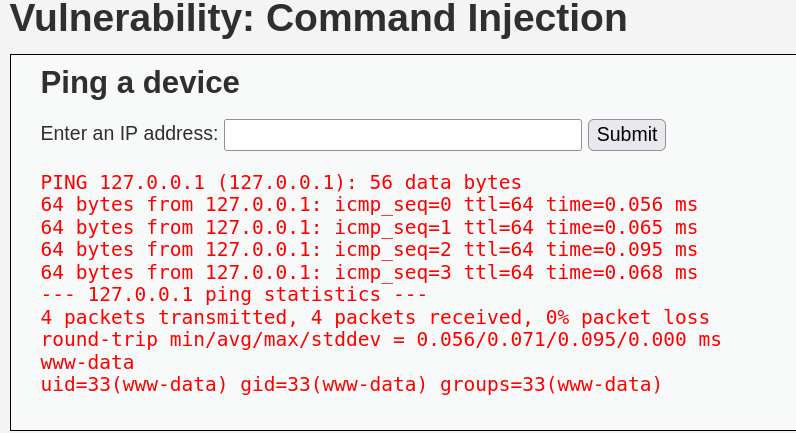 Vulnerability: Command Injection
Ping a device
Enter an IP address: Submit
PING 127.0.0.1 (127.0.0.1): 56 data bytes
64 bytes from 127.0.0.1: icmp_seq=0 ttl=64 time=0.056 ms
64 bytes from 127.0.0.1: icmp_seq=1 ttl=64 time=0.065 ms
64 bytes from 127.0.0.1: icmp_seq=2 ttl=64 time=0.095 ms
64 bytes from 127.0.0.1: icmp_seq=3 ttl=64 time=0.068 ms
--- 127.0.0.1 ping statistics ---
4 packets transmitted, 4 packets received, 0% packet loss
round-trip min/avg/max/stddev = 0.056/0.071/0.095/0.000 ms
www-data
uid=33(www-data) gid=33(www-data) groups=33(www-data)